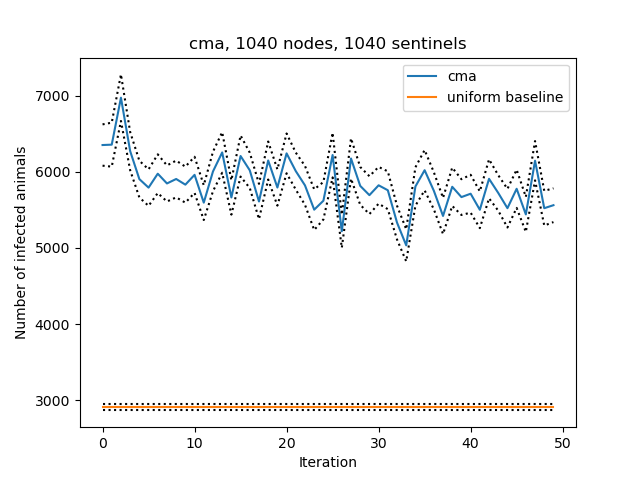 cma, 1040 nodes, 1040 sentinels
cma
uniform baseline
7000
6000
5000
4000
3000
Number of infected animals
0 10 20 30 40 50
Iteration